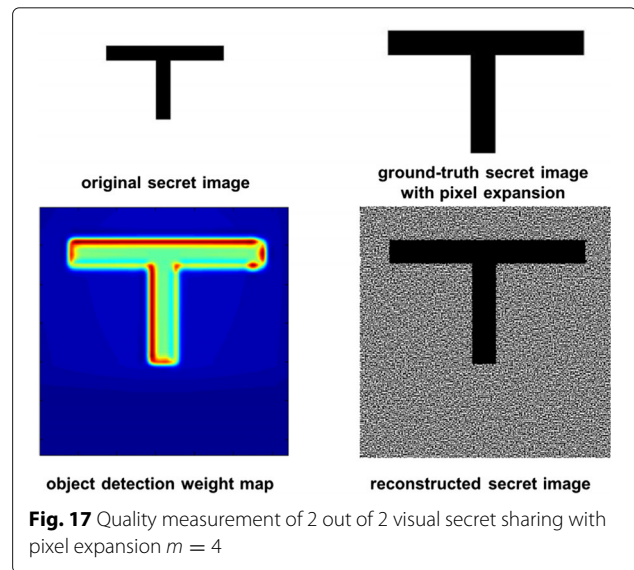 original secret image
ground-truth secret image
with pixel expansion
object detection weight map
reconstructed secret image
Fig. 17 Quality measurement of 2 out of 2 visual secret sharing with
pixel expansion m = 4